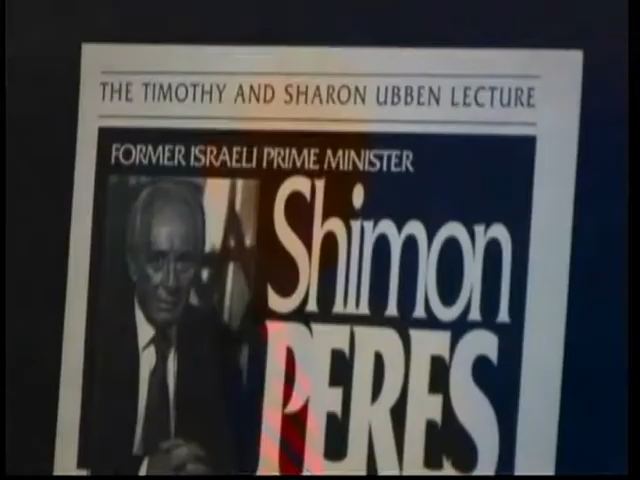 THE TIMOTHY AND SHARON UBBEN LECTURE
FORMER ISRAELI PRIME MINISTER
Shimon
PERES